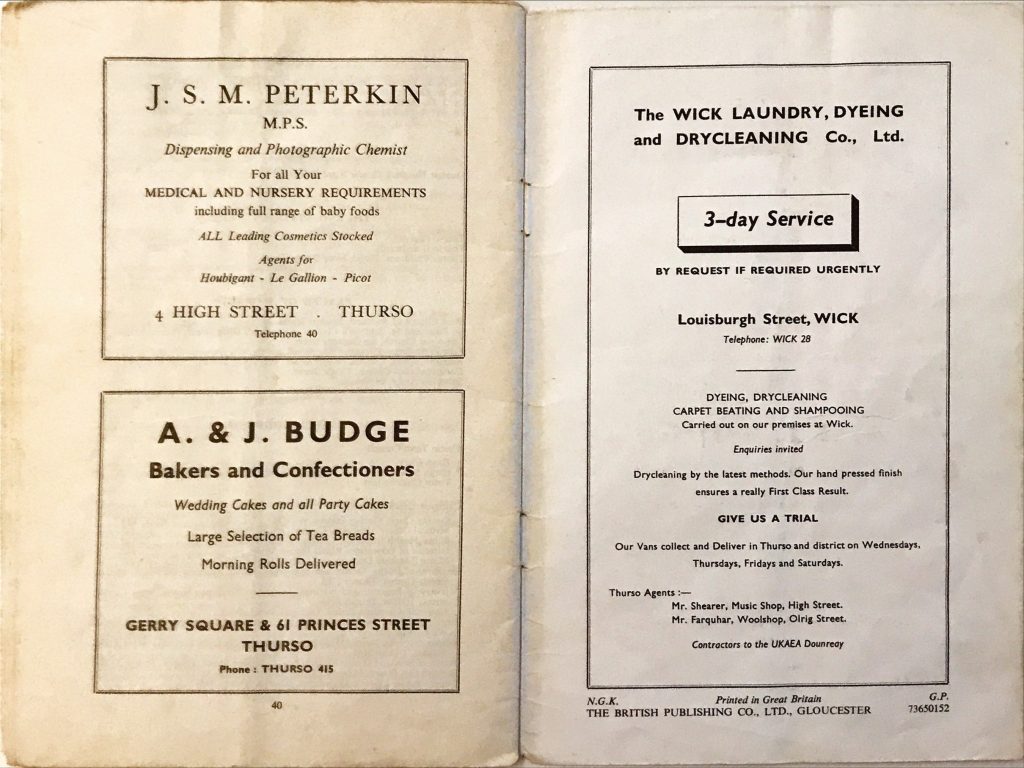 J. S. M. PETERKIN
M.P.S.
Dispensing and Photographic Chemist
For all Your
MEDICAL AND NURSERY REQUIREMENTS
including full range of baby foods
ALL Leading Cosmetics Stocked
Agents for
Houbigant - Le Gallion - Picot
4 HIGH STREET . THURSO
Telephone 40
A. & J. BUDGE
Bakers and Confectioners
Wedding Cakes and all Party Cakes
Large Selection of Tea Breads
Morning Rolls Delivered
GERRY SQUARE & 61 PRINCES STREET
THURSO
Phone : THURSO 415
40
The WICK LAUNDRY, DYEING
and DRYCLEANING Co., Ltd.
3-day Service
BY REQUEST IF REQUIRED URGENTLY
Louisburgh Street, WICK
Telephone: WICK 28
DYEING, DRYCLEANING
CARPET BEATING AND SHAMPOOING
Carried out on our premises at Wick.
Enquiries invited
Drycleaning by the latest methods. Our hand pressed finish
ensures a really First Class Result.
GIVE US A TRIAL
Our Vans collect and Deliver in Thurso and district on Wednesdays,
Thursdays, Fridays and Saturdays.
Thurso Agents :—
Mr. Shearer, Music Shop, High Street.
Mr. Farquhar, Woolshop, Olrig Street.
Contractors to the UKAEA Dounreay
N.G.K. Printed in Great Britain G.P.
THE BRITISH PUBLISHING CO., LTD., GLOUCESTER 73650152